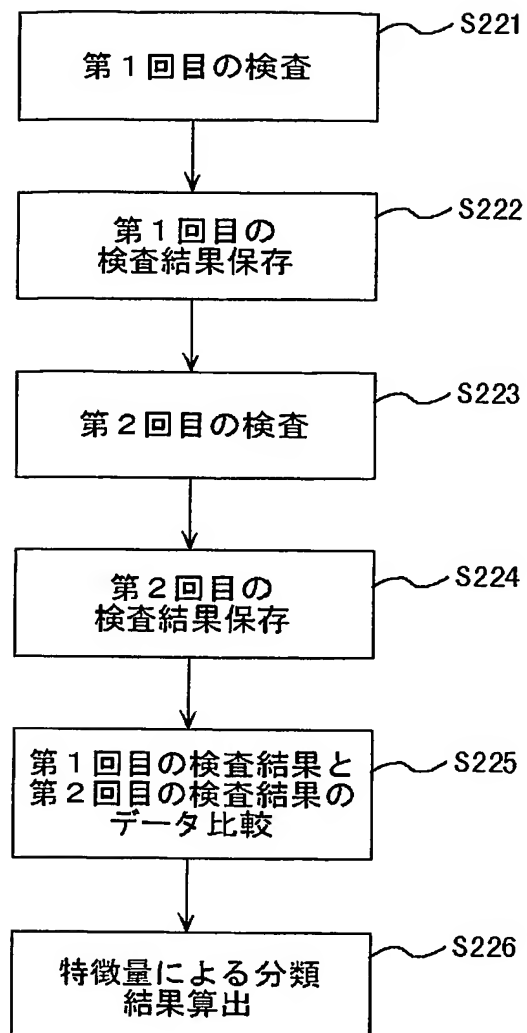 S221
第1回目の検査
S222
第1回目の
検査結果保存
S223
第2回目の検査
S224
第2回目の
検査結果保存
S225
第1回目の検査結果と
第2回目の検査結果の
データ比較
S226
特徴量による分類
結果算出